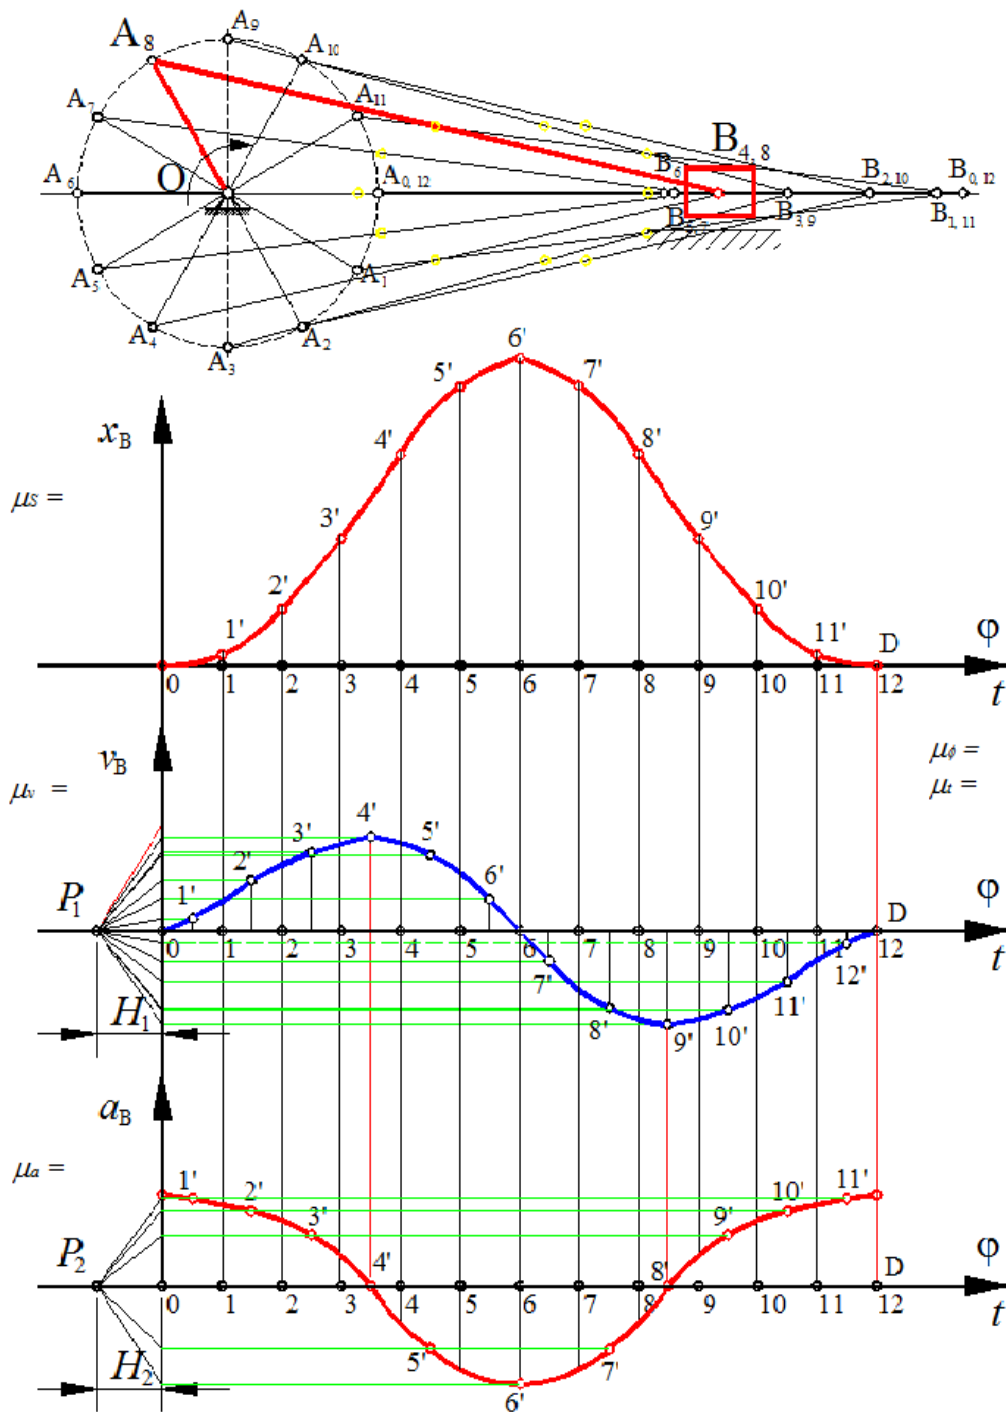 A9
A8
A10
A7
A11
B4, 8
O
B6
A6
A0, 12
B2,10
B0, 12
B3,9
B1, 11
A5
A1
A4
A2
A3
6'
5'
7'
xB
4'
8'
μS =
3'
9'
2'
10'
1'
11'
D
φ
0 1 2 3 4 5 6 7 8 9 10 11 12
t
vB
μφ =
μv =
μt =
4'
3'
5'
2'
6'
P1
1'
D
φ
0 1 2 3 4 5 6 7 8 9 10 11 12
t
7'
12'
H1
8'
11'
9'
10'
aB
μa =
1'
11'
2'
10'
3'
9'
P2
4'
8'
D
φ
0 1 2 3 4 5 6 7 8 9 10 11 12
t
H2
5'
7'
6'